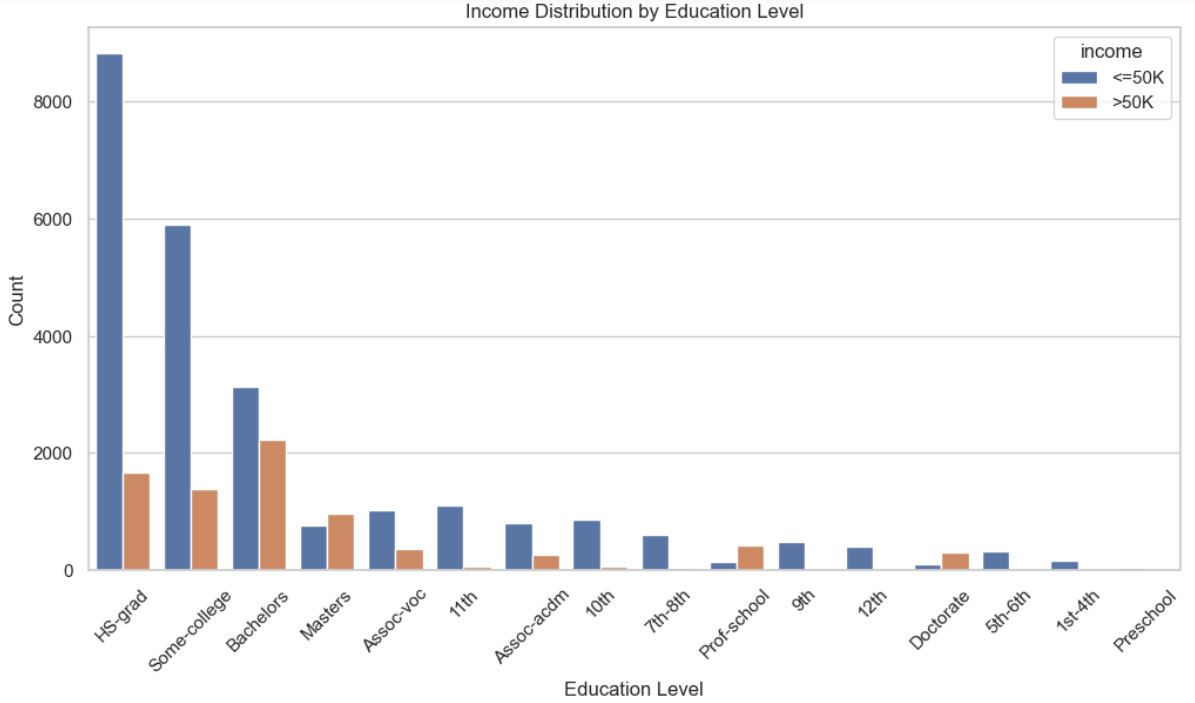 Income Distribution by Education Level
income
<=50K
>50K
8000
6000
4000
2000
0
Count
HS-grad
Some-college
Bachelors
Masters
Assoc-voc
11th
Assoc-acdm
10th
7th-8th
Prof-school
9th
12th
Doctorate
5th-6th
1st-4th
Preschool
Education Level